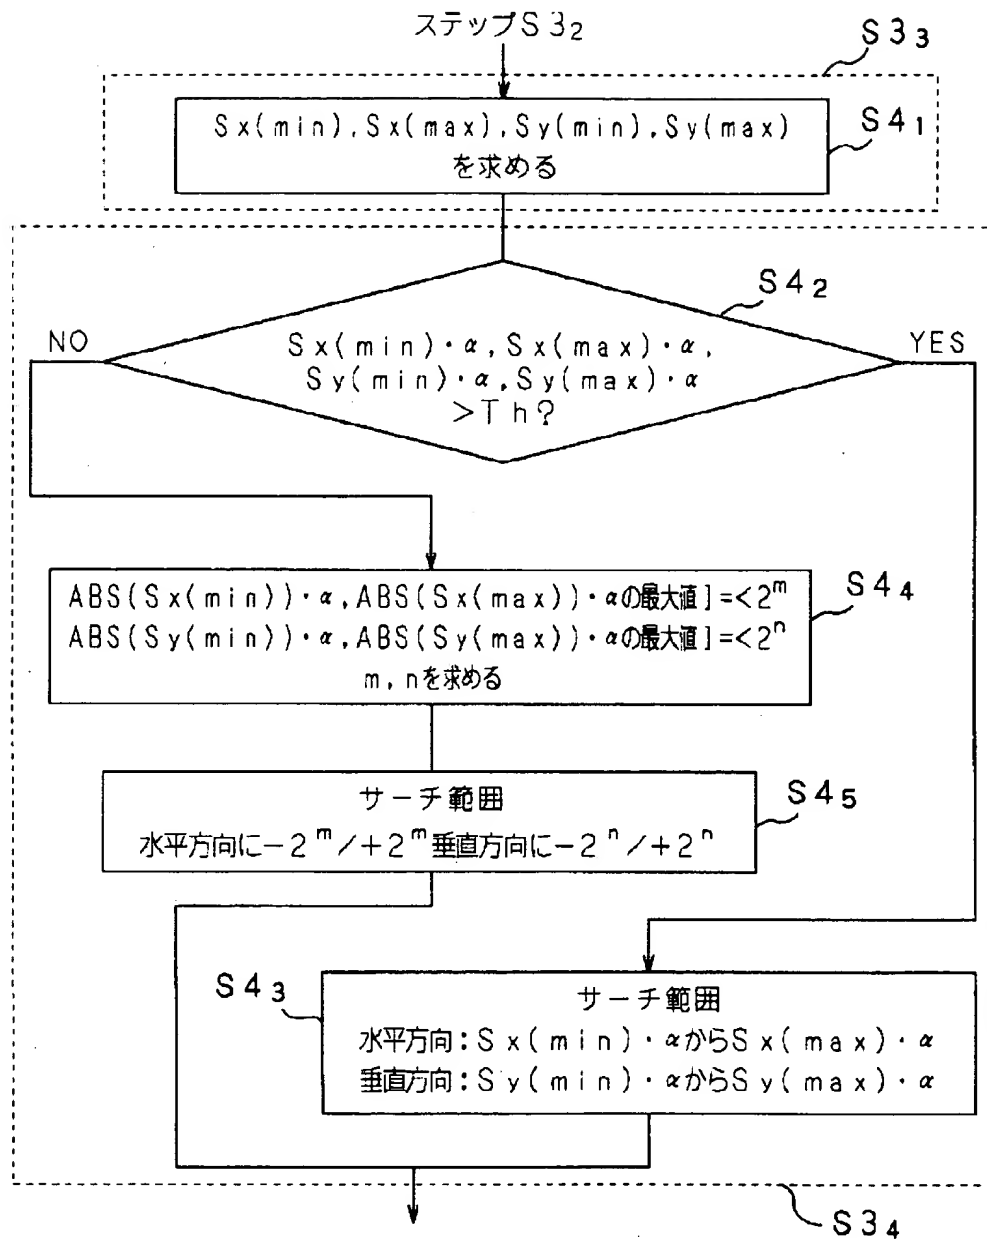 ステップS3₂
S3₃
Sx(min),Sx(max),Sy(min),Sy(max)
を求める
S4₁
S4₂
NO
YES
Sx(min)・α,Sx(max)・α,
Sy(min)・α,Sy(max)・α
>Th?
ABS(Sx(min))・α,ABS(Sx(max))・αの最大値]=<2ᵐ
ABS(Sy(min))・α,ABS(Sy(max))・αの最大値]=<2ⁿ
m,nを求める
S4₄
サーチ範囲
水平方向に−2ᵐ/+2ᵐ垂直方向に−2ⁿ/+2ⁿ
S4₅
S4₃
サーチ範囲
水平方向:Sx(min)・αからSx(max)・α
垂直方向:Sy(min)・αからSy(max)・α
S3₄